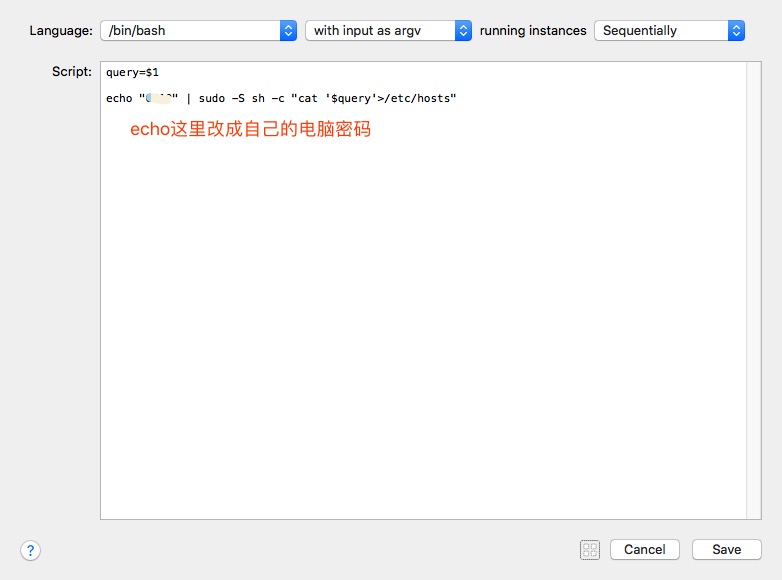 Language: /bin/bash with input as argv running instances Sequentially
Script: query=$1
echo " " | sudo -S sh -c "cat '$query'>/etc/hosts"
echo这里改成自己的电脑密码
? Cancel Save